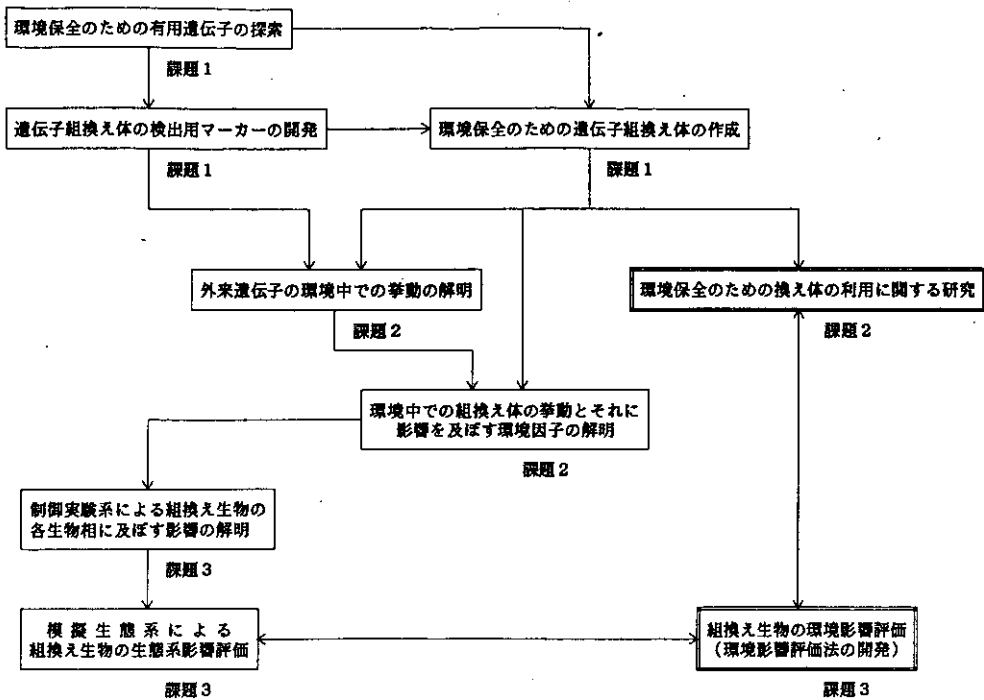 環境保全のための有用遺伝子の探索
課題1
遺伝子組換え体の検出用マーカーの開発
環境保全のための遺伝子組換え体の作成
課題1
課題1
外来遺伝子の環境中での挙動の解明
環境保全のための換え体の利用に関する研究
課題2
課題2
環境中での組換え体の挙動とそれに
影響を及ぼす環境因子の解明
課題2
制御実験系による組換え生物の
各生物相に及ぼす影響の解明
課題3
模擬生態系による
組換え生物の生態系影響評価
組換え生物の環境影響評価
(環境影響評価法の開発)
課題3
課題3